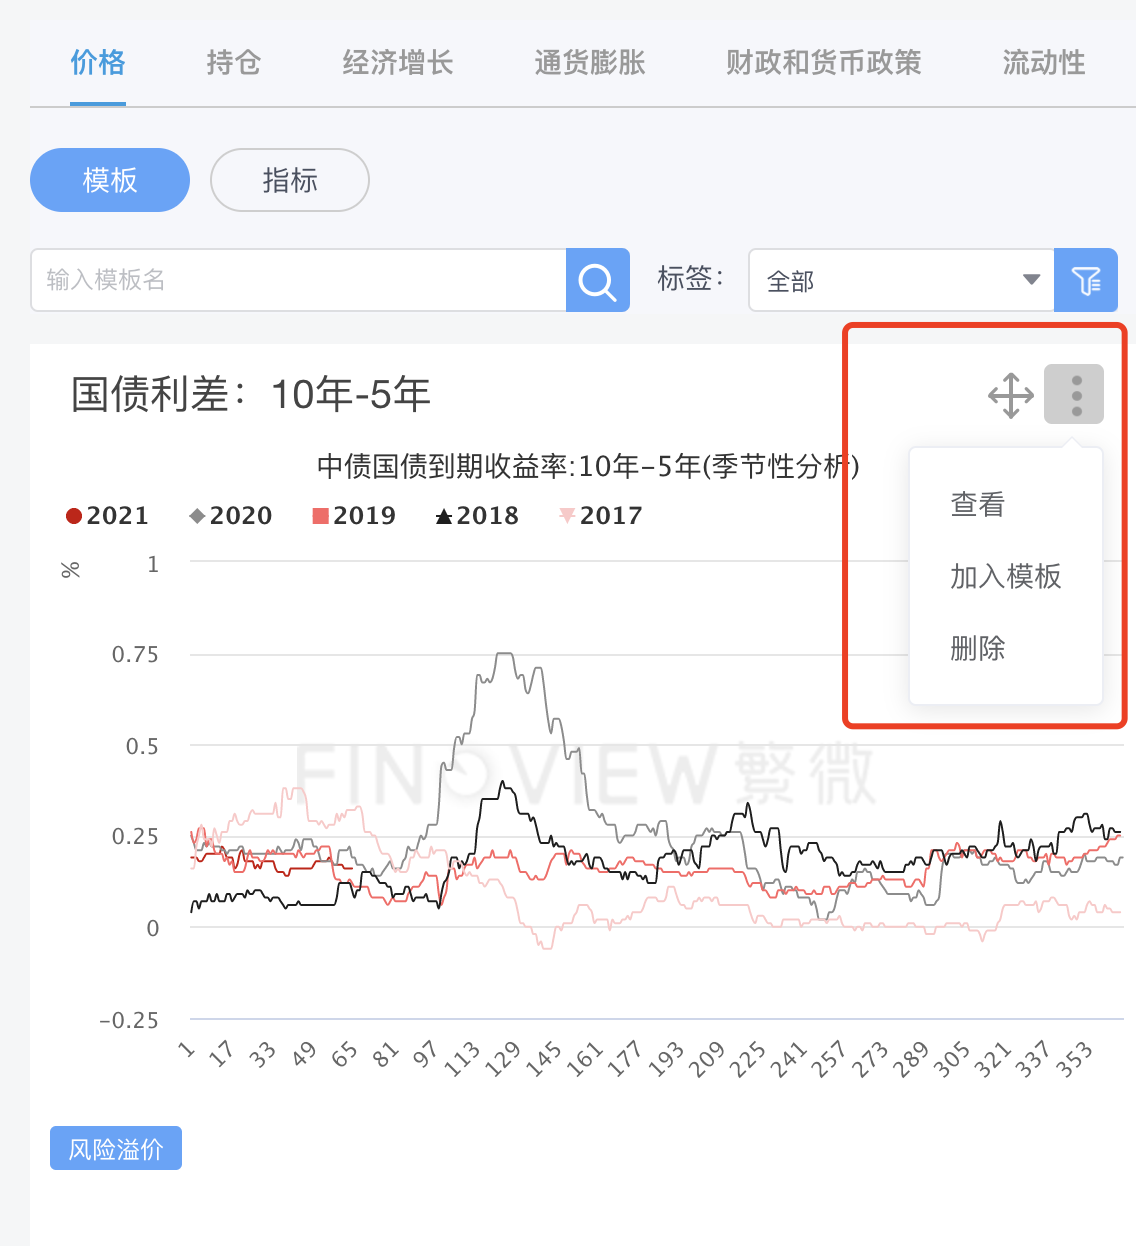 价格 持仓 经济增长 通货膨胀 财政和货币政策 流动性
模板 指标
输入模板名 标签： 全部
国债利差：10年-5年
中债国债到期收益率:10年-5年(季节性分析)
2021 2020 2019 2018 2017
查看
加入模板
删除
%
1
0.75
0.5
0.25
0
-0.25
FINOVIEW 繁微
1 17 33 49 65 81 97 113 129 145 161 177 193 209 225 241 257 273 289 305 321 337 353
风险溢价